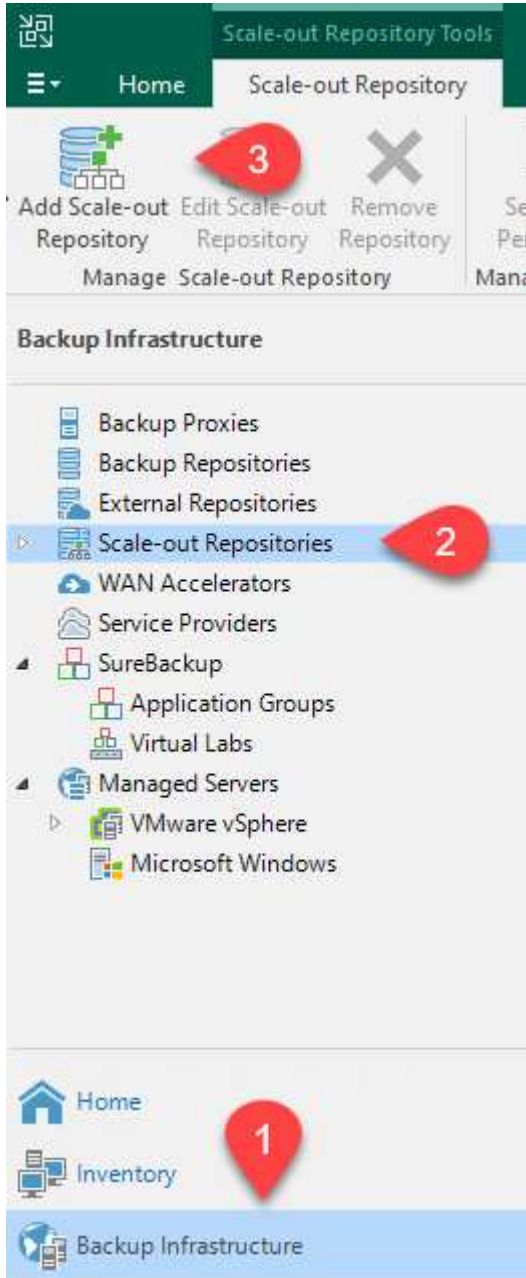 Scale-out Repository Tools
Home
Scale-out Repository
3
Add Scale-out Repository
Edit Scale-out Repository
Remove Repository
Manage Scale-out Repository
Mana
Backup Infrastructure
Backup Proxies
Backup Repositories
External Repositories
Scale-out Repositories
2
WAN Accelerators
Service Providers
SureBackup
Application Groups
Virtual Labs
Managed Servers
VMware vSphere
Microsoft Windows
Home
1
Inventory
Backup Infrastructure